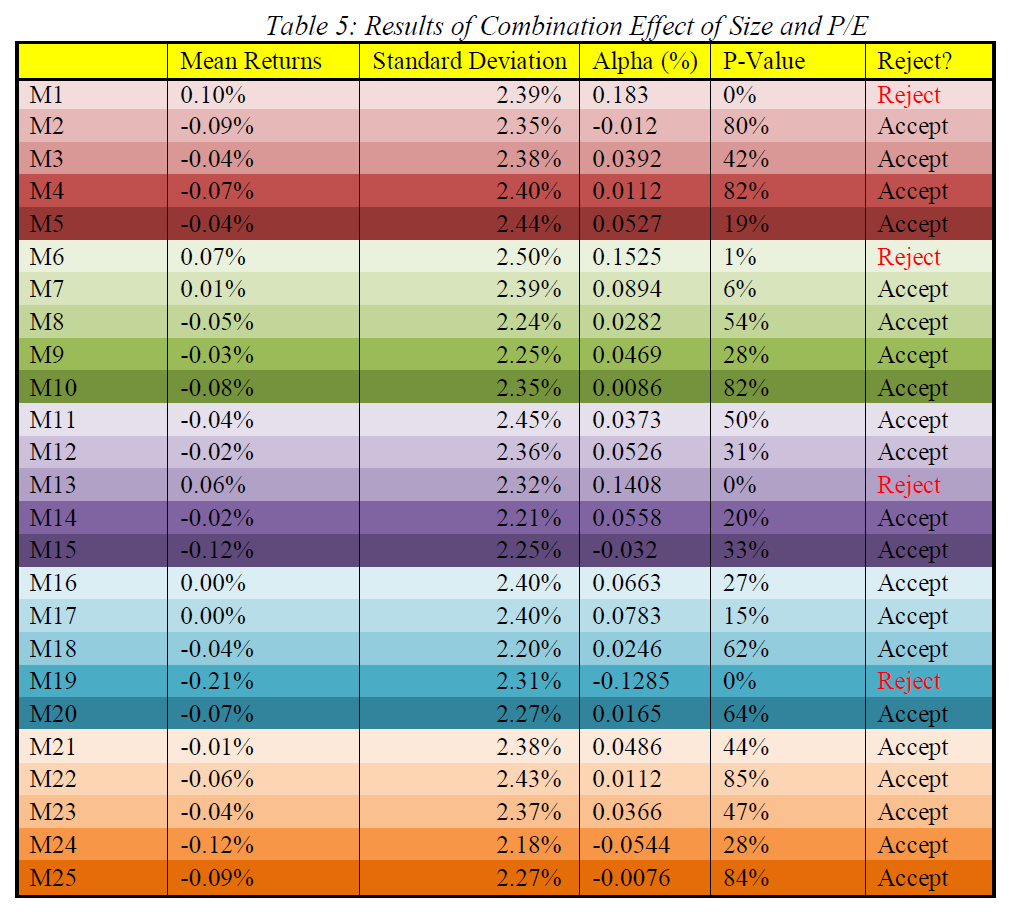 Table 5: Results of Combination Effect of Size and P/E
Mean Returns Standard Deviation Alpha (%) P-Value Reject?
M1 0.10% 2.39% 0.183 0% Reject
M2 -0.09% 2.35% -0.012 80% Accept
M3 -0.04% 2.38% 0.0392 42% Accept
M4 -0.07% 2.40% 0.0112 82% Accept
M5 -0.04% 2.44% 0.0527 19% Accept
M6 0.07% 2.50% 0.1525 1% Reject
M7 0.01% 2.39% 0.0894 6% Accept
M8 -0.05% 2.24% 0.0282 54% Accept
M9 -0.03% 2.25% 0.0469 28% Accept
M10 -0.08% 2.35% 0.0086 82% Accept
M11 -0.04% 2.45% 0.0373 50% Accept
M12 -0.02% 2.36% 0.0526 31% Accept
M13 0.06% 2.32% 0.1408 0% Reject
M14 -0.02% 2.21% 0.0558 20% Accept
M15 -0.12% 2.25% -0.032 33% Accept
M16 0.00% 2.40% 0.0663 27% Accept
M17 0.00% 2.40% 0.0783 15% Accept
M18 -0.04% 2.20% 0.0246 62% Accept
M19 -0.21% 2.31% -0.1285 0% Reject
M20 -0.07% 2.27% 0.0165 64% Accept
M21 -0.01% 2.38% 0.0486 44% Accept
M22 -0.06% 2.43% 0.0112 85% Accept
M23 -0.04% 2.37% 0.0366 47% Accept
M24 -0.12% 2.18% -0.0544 28% Accept
M25 -0.09% 2.27% -0.0076 84% Accept